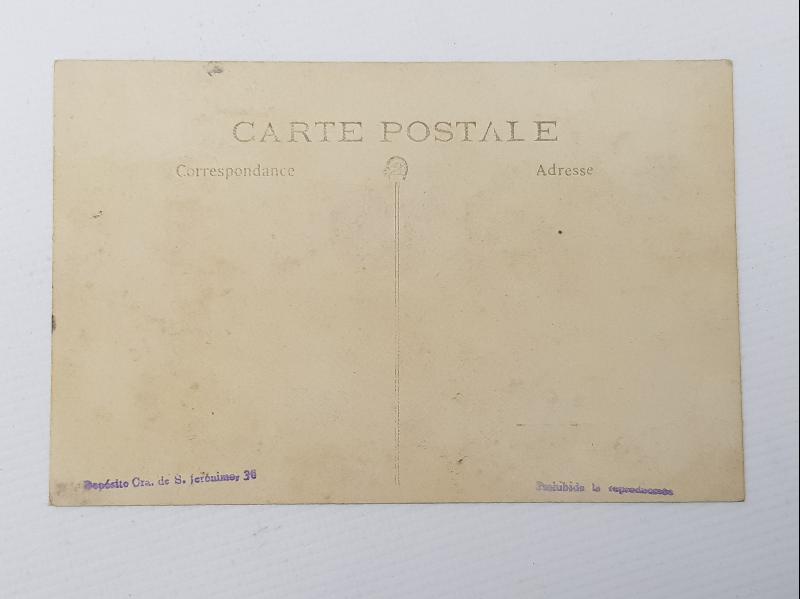 CARTE POSTALE
Correspondance
Adresse
Depósito Cra. de S. Jerónimo, 36
Prohibida la reproducción